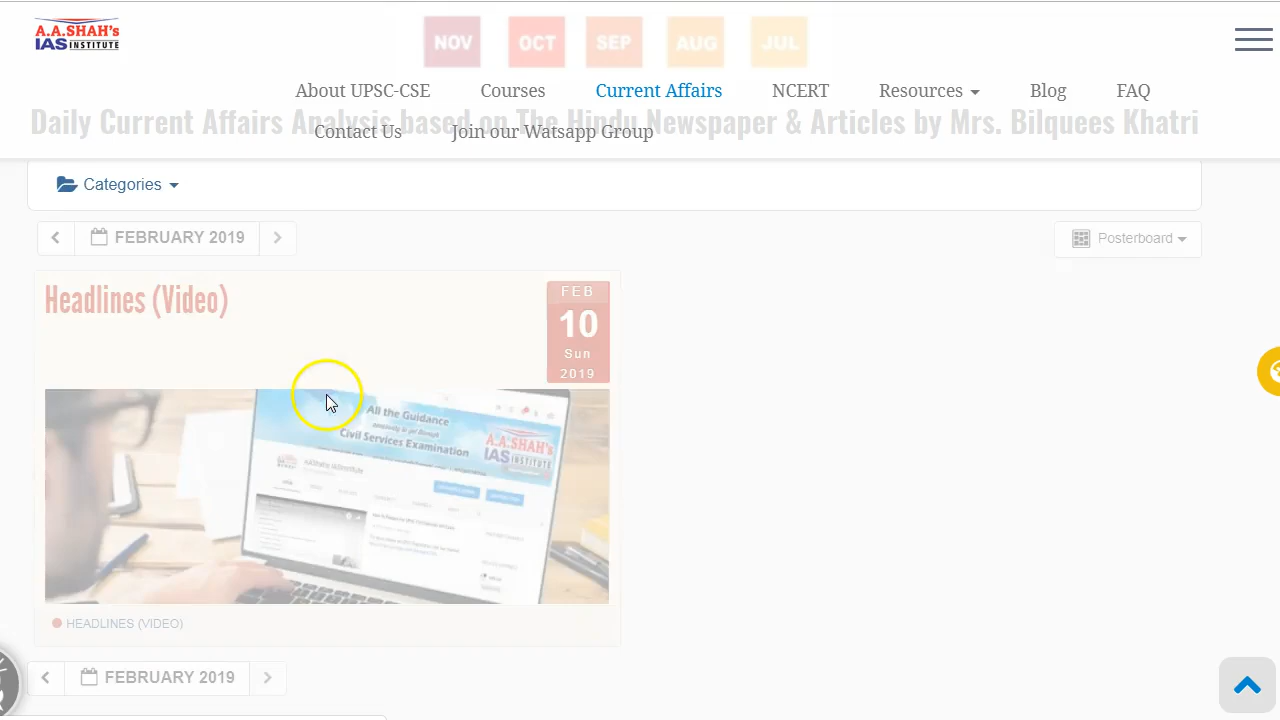 A.A.SHAH's
IAS INSTITUTE
NOV OCT SEP AUG JUL
About UPSC-CSE Courses Current Affairs NCERT Resources Blog FAQ
Daily Current Affairs Analysis based on The Hindu Newspaper & Articles by Mrs. Bilquees Khatri
Contact Us Join our Watsapp Group
Categories
FEBRUARY 2019
Posterboard
Headlines (Video)
FEB
10
Sun
2019
All the Guidance
Civil Services Examination
A.A.SHAH's
IAS INSTITUTE
HEADLINES (VIDEO)
FEBRUARY 2019